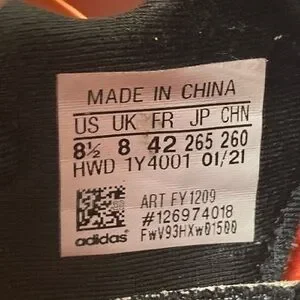 MADE IN CHINA
US UK FR JP CHN
8½ 8 42 265 260
HWD 1Y4001 01/21
ART FY1209
#126974018
adidas® FwV93HXw01500